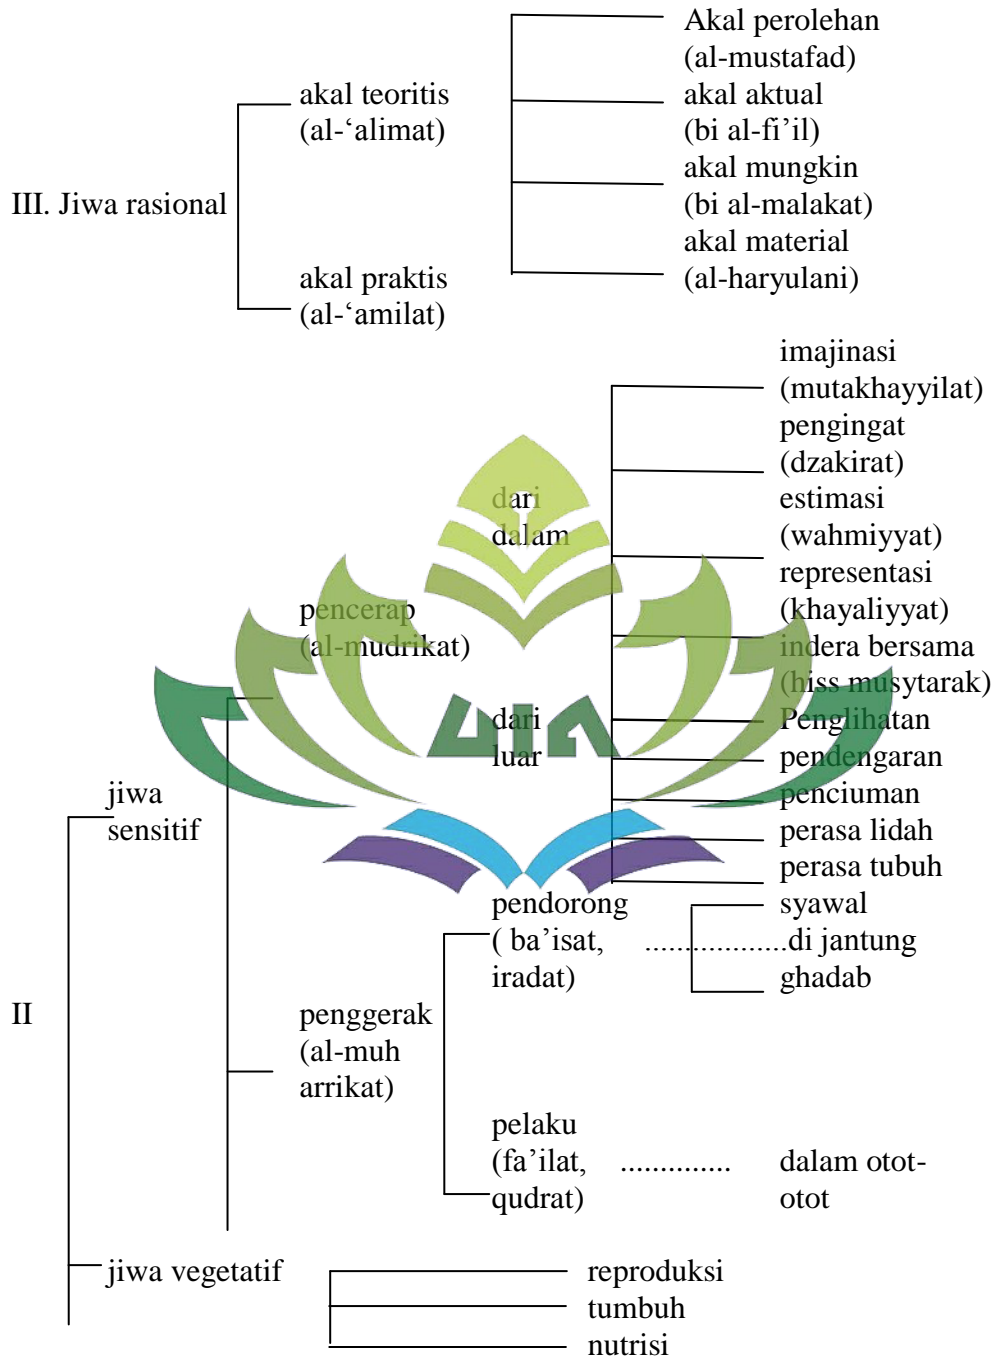 Akal perolehan
(al-mustafad)
akal teoritis
(al-‘alimat)
akal aktual
(bi al-fi’il)
akal mungkin
(bi al-malakat)
III. Jiwa rasional
akal material
(al-haryulani)
akal praktis
(al-‘amilat)
imajinasi
(mutakhayyilat)
pengingat
(dzakirat)
dari
dalam
estimasi
(wahmiyyat)
representasi
(khayaliyyat)
pencerap
(al-mudrikat)
indera bersama
(hiss musytarak)
dari
luar
UIN
Penglihatan
pendengaran
penciuman
perasa lidah
perasa tubuh
jiwa
sensitif
pendorong
( ba’isat,
iradat)
syawal
...................di jantung
ghadab
II
penggerak
(al-muh
arrikat)
pelaku
(fa’ilat,
qudrat)
..............
dalam otot-
otot
jiwa vegetatif
reproduksi
tumbuh
nutrisi